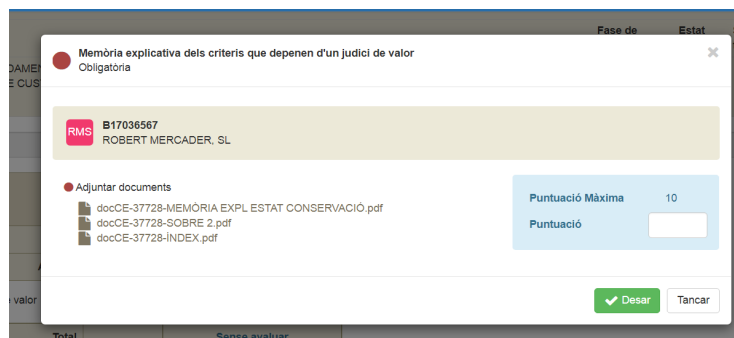 Fase de
Estat
Memòria explicativa dels criteris que depenen d'un judici de valor
Obligatòria
E CUS
RMS
B17036567
ROBERT MERCADER, SL
Adjuntar documents
docCE-37728-MEMÒRIA EXPL ESTAT CONSERVACIÓ.pdf
docCE-37728-SOBRE 2.pdf
docCE-37728-ÍNDEX.pdf
Puntuació Màxima
10
Puntuació
valor
Desar
Tancar
Total
Sense avaluar